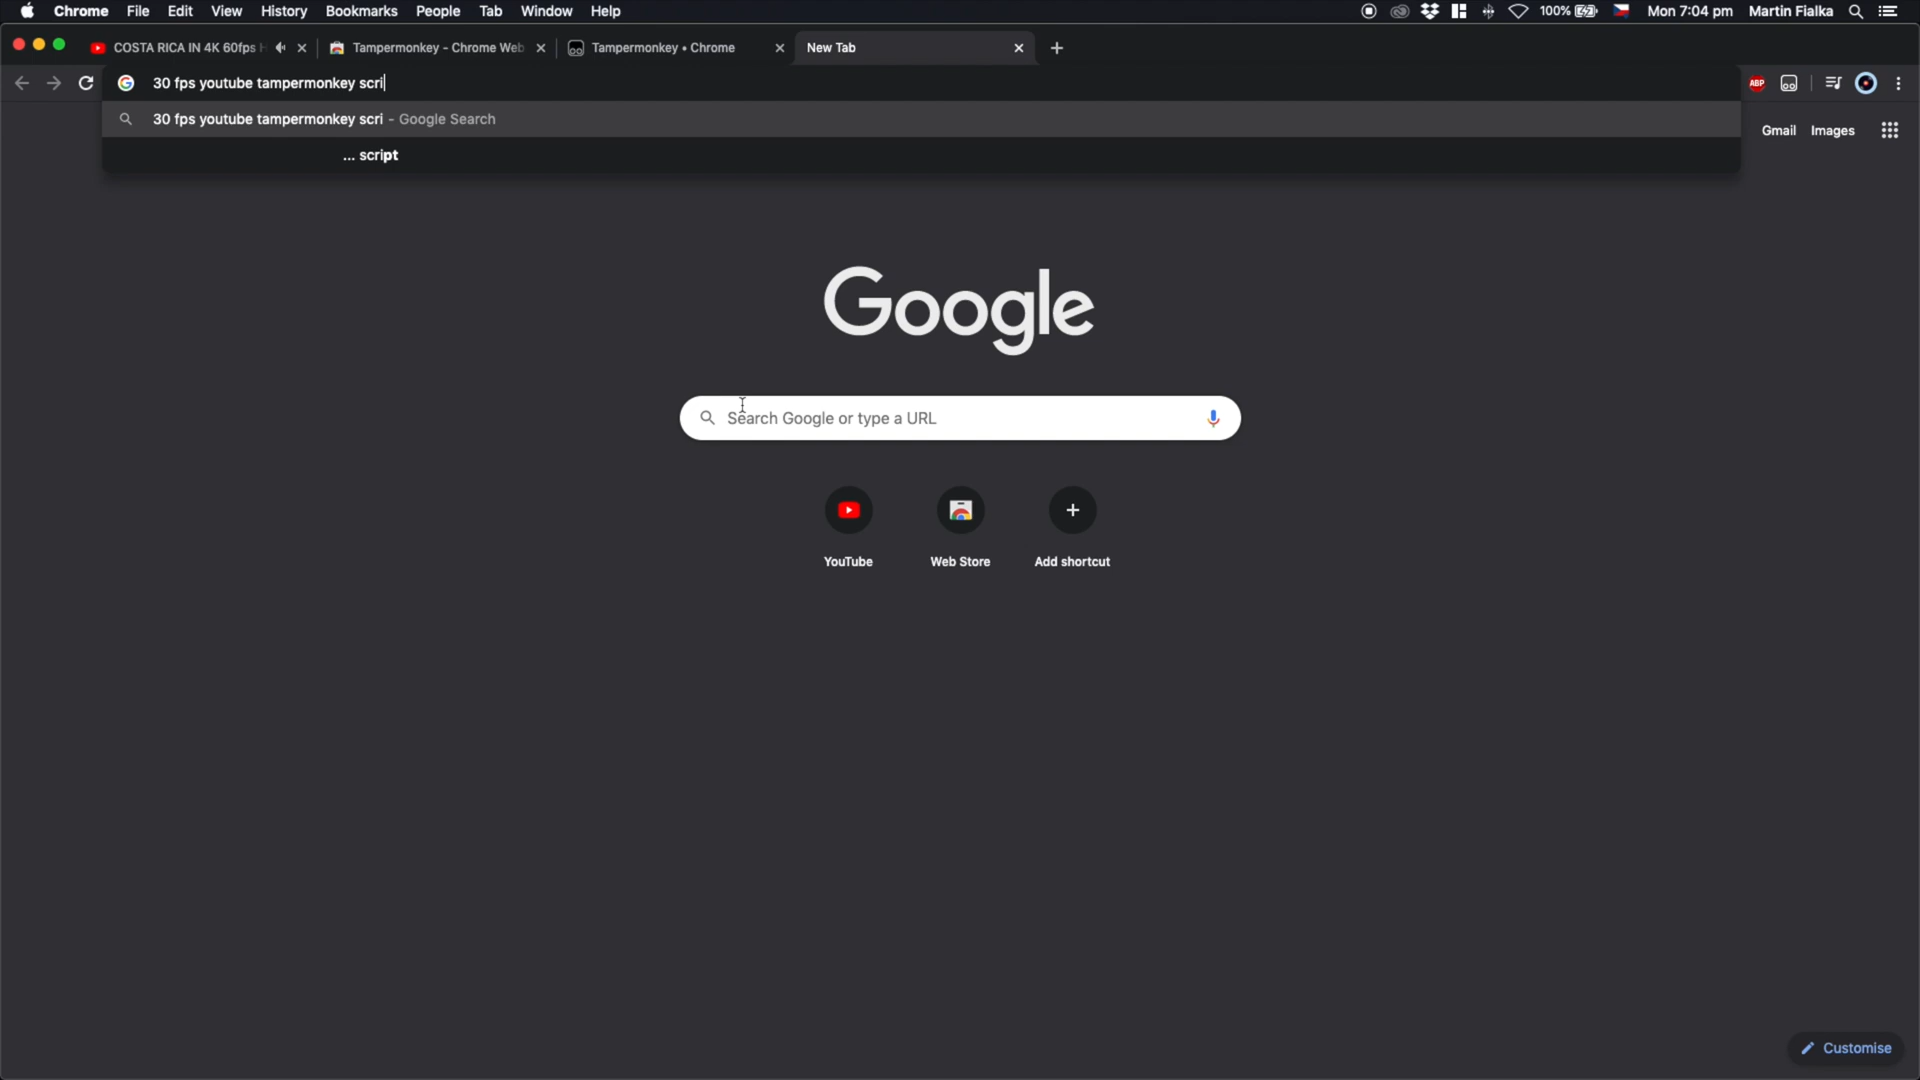 Chrome File Edit View History Bookmarks People Tab Window Help 100% Mon 7:04 pm Martin Fialka
COSTA RICA IN 4K 60fps Tampermonkey - Chrome Web Tampermonkey • Chrome New Tab
30 fps youtube tampermonkey scri ABP
30 fps youtube tampermonkey scri - Google Search
Gmail Images
... script
Google
Search Google or type a URL
YouTube Web Store Add shortcut
Customise